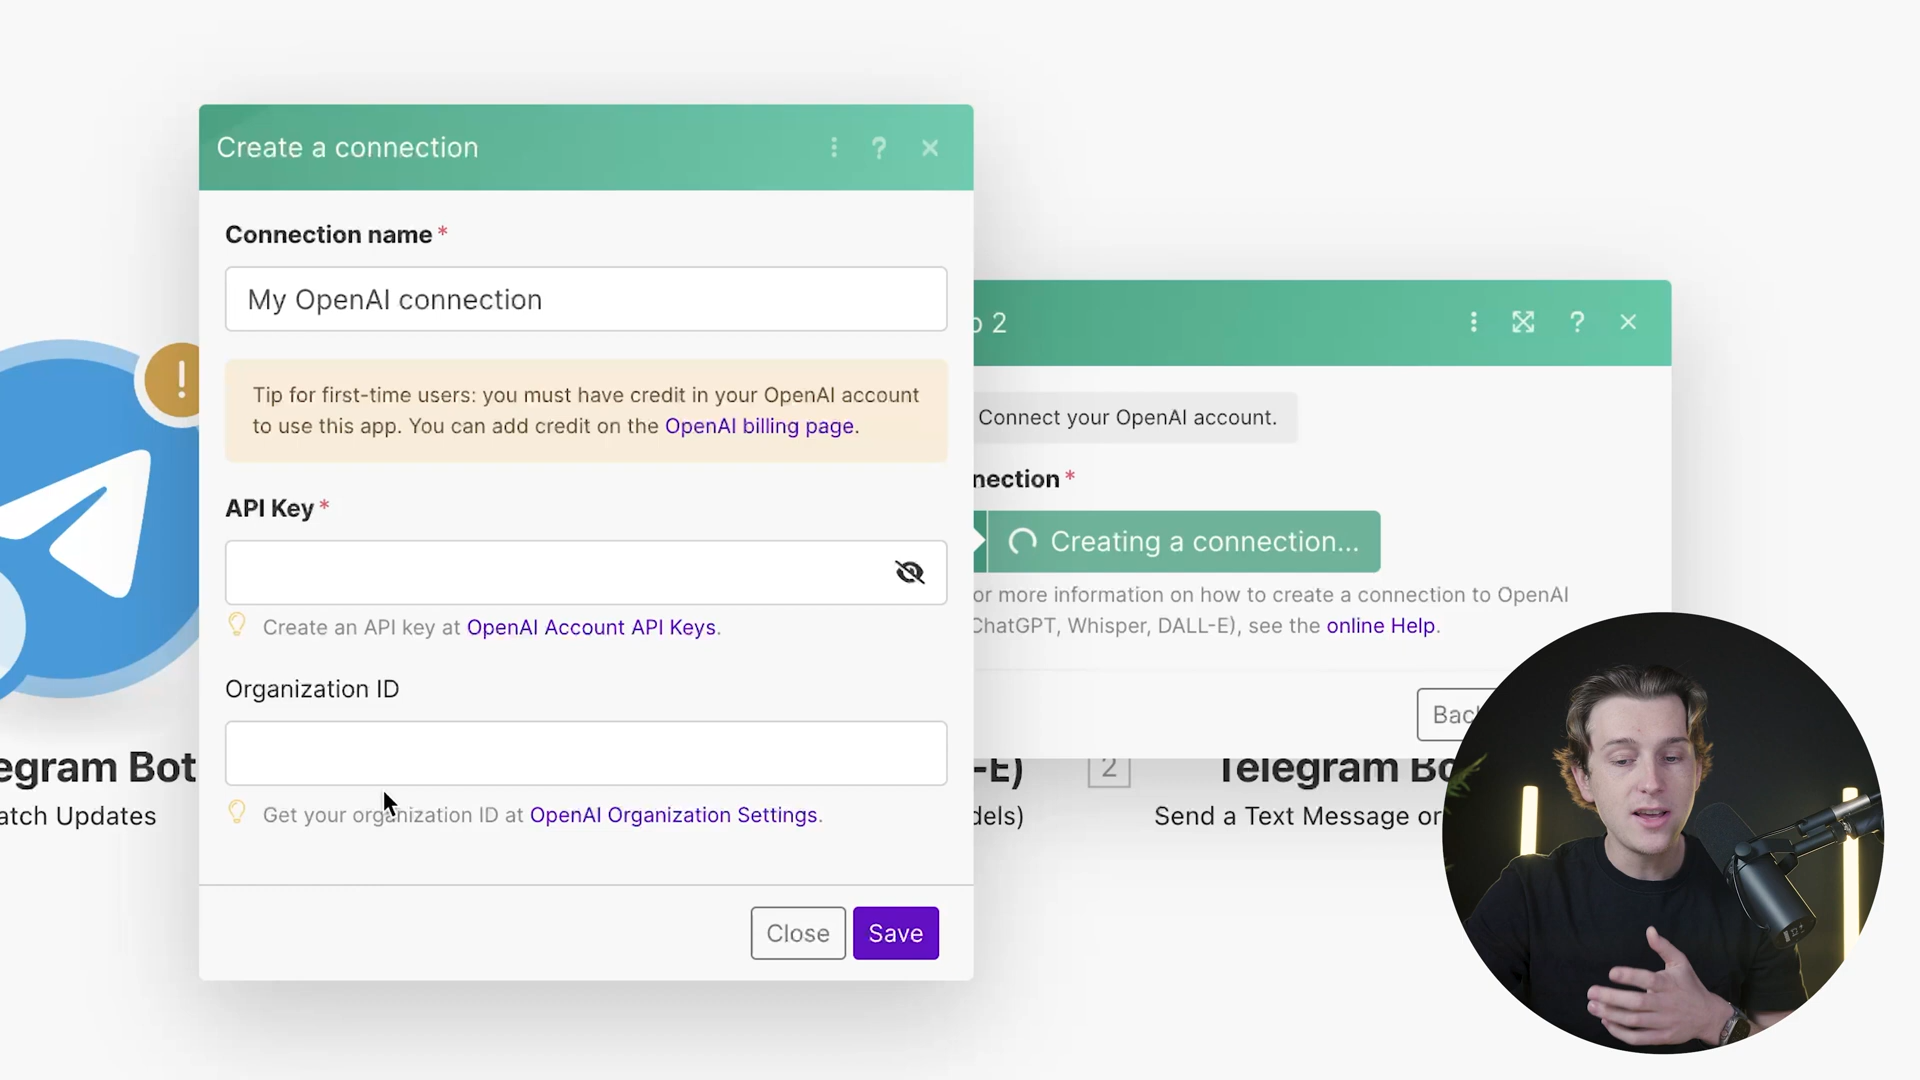 Create a connection
?
Connection name *
My OpenAI connection
Tip for first-time users: you must have credit in your OpenAI account
to use this app. You can add credit on the OpenAI billing page.
API Key *
Create an API key at OpenAI Account API Keys.
Organization ID
Get your organization ID at OpenAI Organization Settings.
Close
Save
2
?
Connect your OpenAI account.
nection *
Creating a connection...
or more information on how to create a connection to OpenAI
ChatGPT, Whisper, DALL-E), see the online Help.
Bac
!
egram Bot
atch Updates
-E)
dels)
2
Telegram Bo
Send a Text Message or